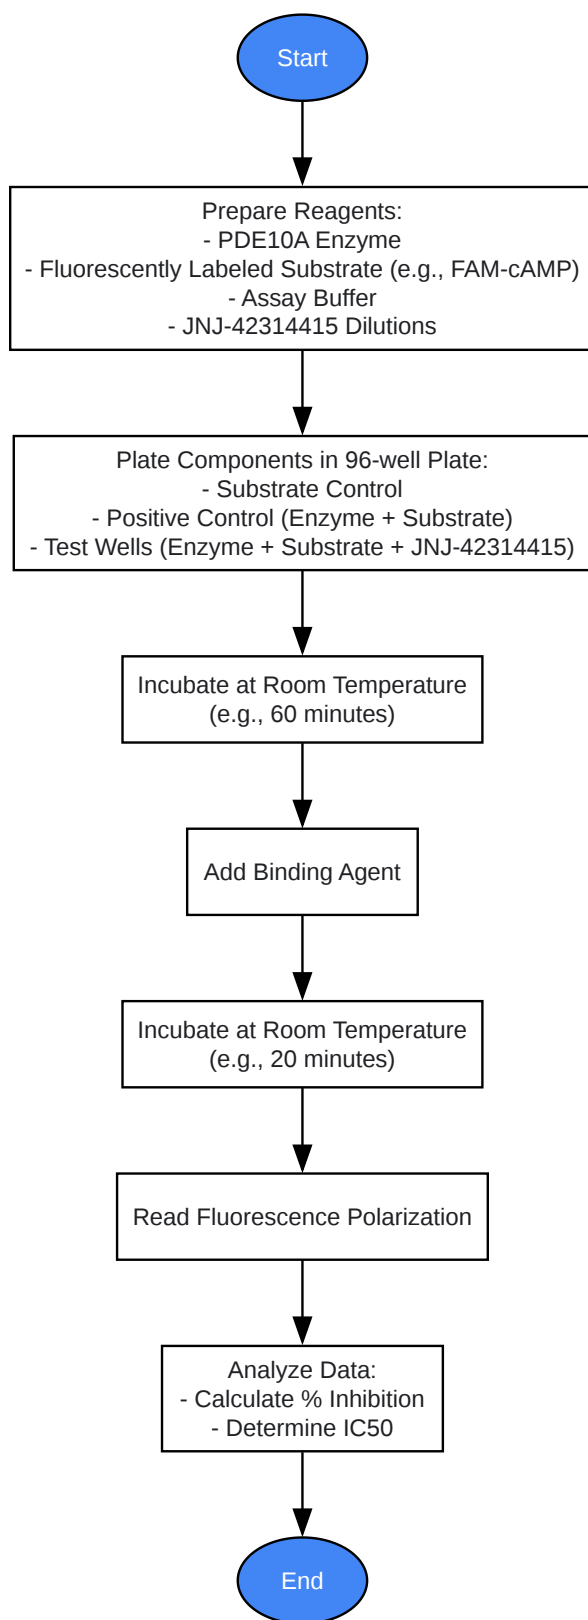 Start
Prepare Reagents:
- PDE10A Enzyme
- Fluorescently Labeled Substrate (e.g., FAM-cAMP)
- Assay Buffer
- JNJ-42314415 Dilutions
Plate Components in 96-well Plate:
- Substrate Control
- Positive Control (Enzyme + Substrate)
- Test Wells (Enzyme + Substrate + JNJ-42314415)
Incubate at Room Temperature
(e.g., 60 minutes)
Add Binding Agent
Incubate at Room Temperature
(e.g., 20 minutes)
Read Fluorescence Polarization
Analyze Data:
- Calculate % Inhibition
- Determine IC50
End